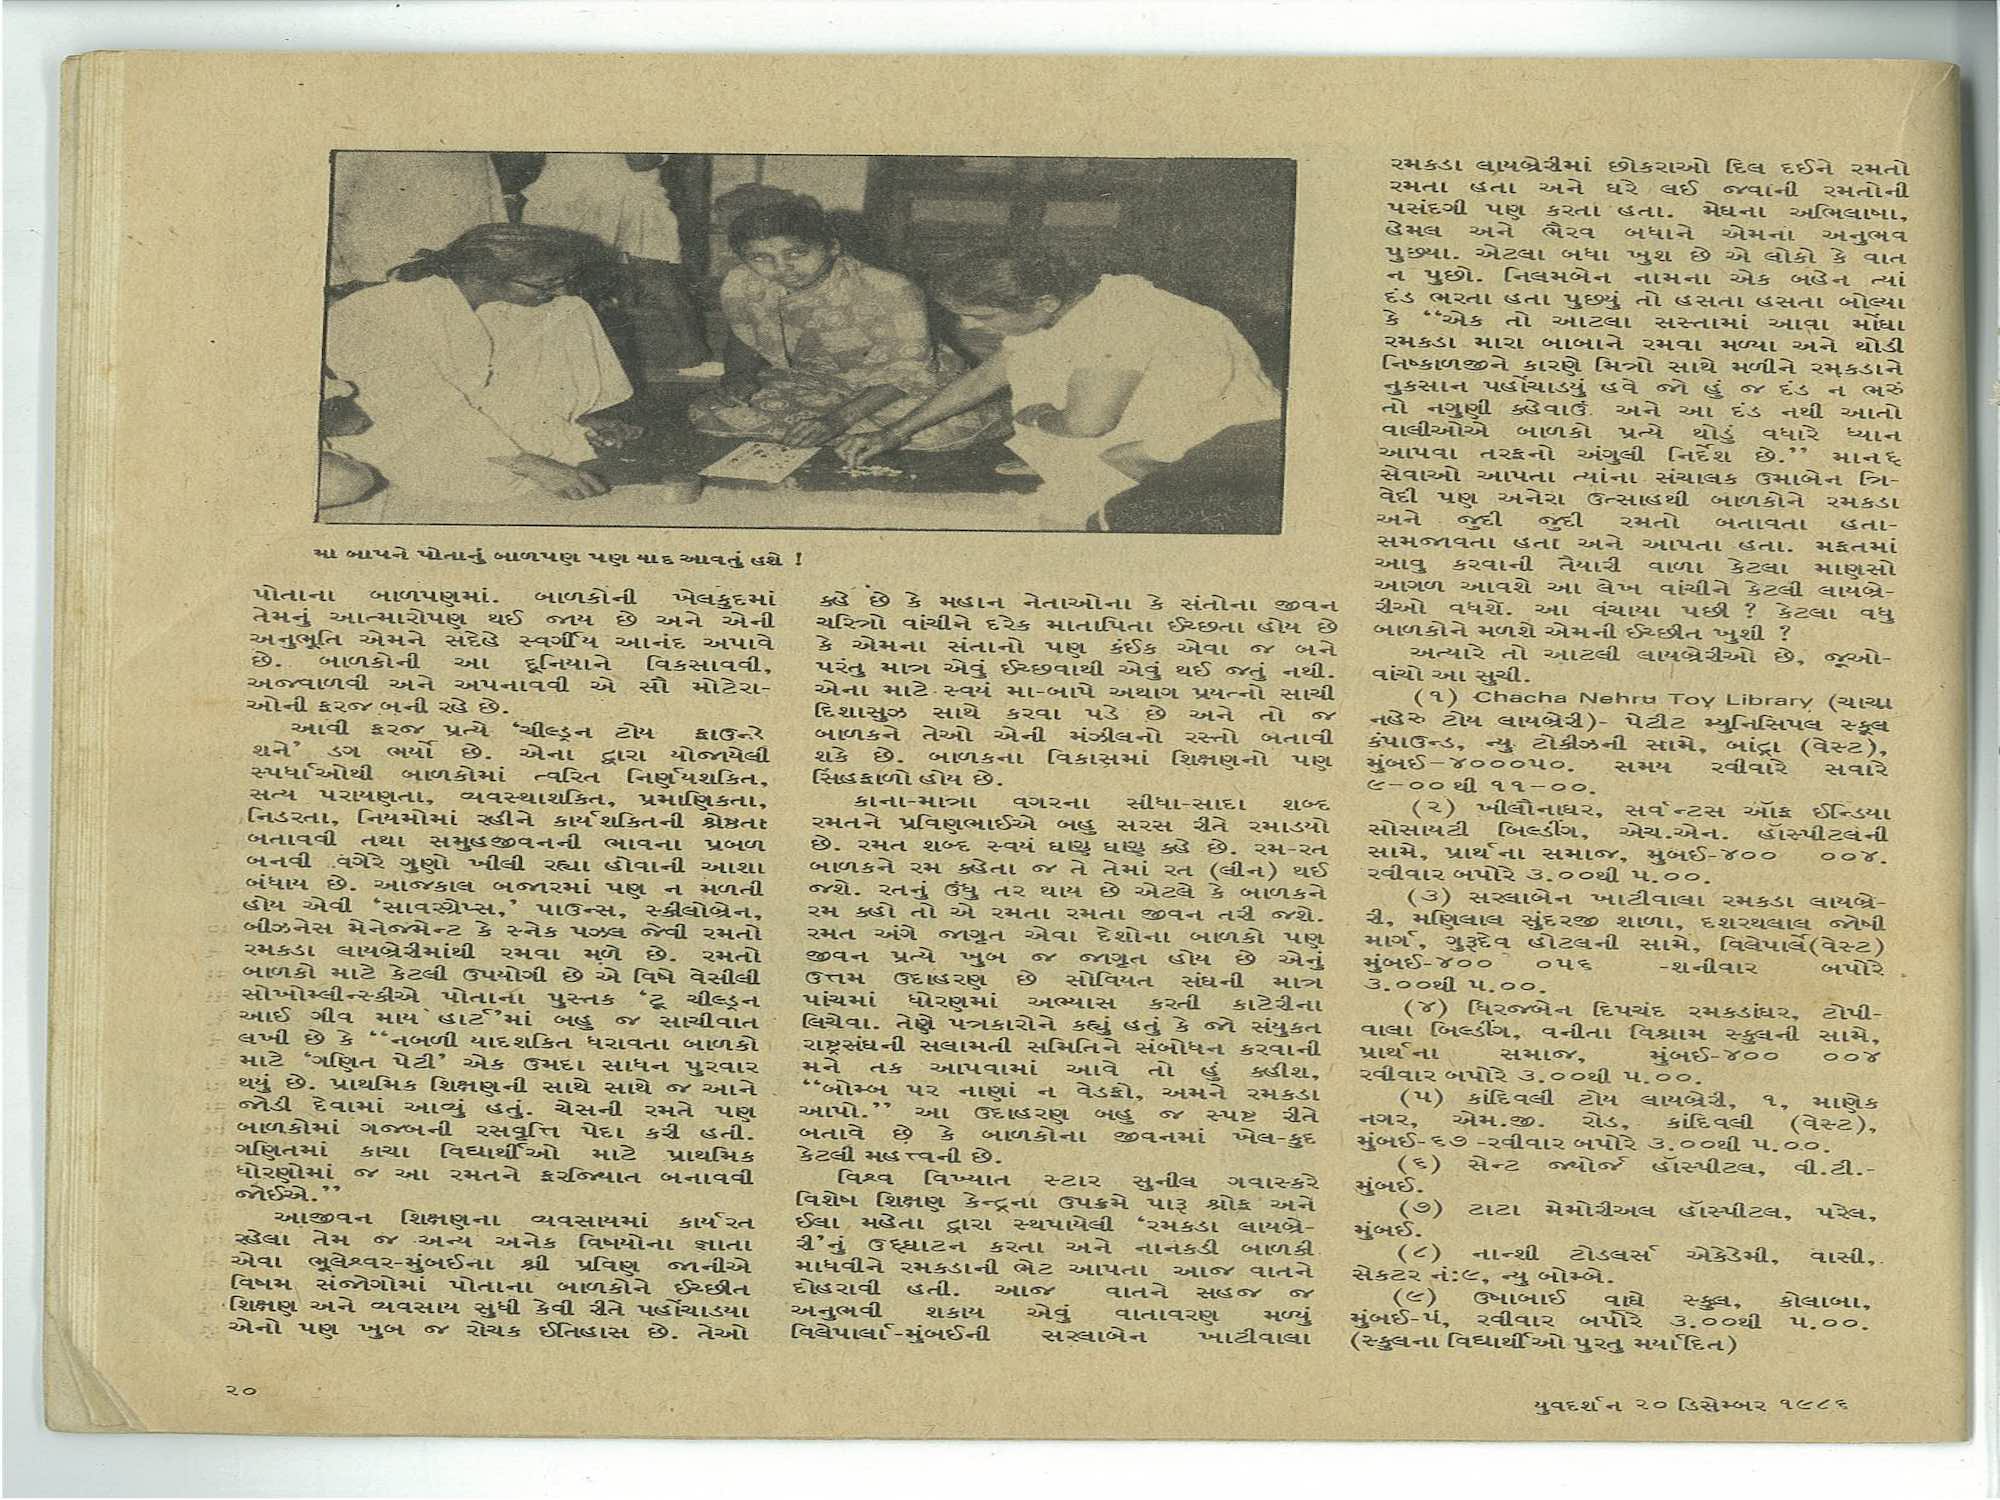 મા બાપને પોતાનું બાળપણ પણ યાદ આવતું હશે !
પોતાના બાળપણમાં. બાળકોની ખેલકુદમાં
તેમનું આત્મારોપણ થઈ જાય છે અને એની
અનુભૂતિ એમને સદેહે સ્વર્ગીય આનંદ અપાવે
છે. બાળકોની આ દૂનિયાને વિકસાવવી,
અજવાળવી અને અપનાવવી એ સૌ મોટેરા-
ઓની ફરજ બની રહે છે.
આવી ફરજ પ્રત્યે ‘ચીલ્ડ્રન ટોય ફાઉન્ડે
શને’ ડગ ભર્યો છે. એના દ્વારા યોજાયેલી
સ્પર્ધાઓથી બાળકોમાં ત્વરિત નિર્ણયશકિત,
સત્ય પરાયણતા, વ્યવસ્થાશકિત, પ્રમાણિકતા,
નિડરતા, નિયમોમાં રહીને કાર્યશકિતની શ્રેષ્ઠતા
બતાવવી તથા સમુહજીવનની ભાવના પ્રબળ
બનવી વગેરે ગુણો ખીલી રહ્યા હોવાની આશા
બંધાય છે. આજકાલ બજારમાં પણ ન મળતી
હોય એવી ‘સાવરગ્રેપ્સ,’ પાઉન્સ, સ્કીલોબ્રેન,
બીઝનેસ મેનેજમેન્ટ કે સ્નેક પઝલ જેવી રમતો
રમકડા લાયબ્રેરીમાંથી રમવા મળે છે. રમતો
બાળકો માટે કેટલી ઉપયોગી છે એ વિષે વેસીલી
સોખોમ્લીન્સ્કીએ પોતાના પુસ્તક ‘ટૂ ચીલ્ડ્રન
આઈ ગીવ માય હાર્ટ’માં બહુ જ સાચીવાત
લખી છે કે “નબળી યાદશકિત ધરાવતા બાળકો
માટે ‘ગણિત પેટી’ એક ઉમદા સાધન પુરવાર
થયું છે. પ્રાથમિક શિક્ષણની સાથે સાથે જ આને
જોડી દેવામાં આવ્યું હતું. ચેસની રમતે પણ
બાળકોમાં ગજબની રસવૃત્તિ પેદા કરી હતી.
ગણિતમાં કાચા વિદ્યાર્થીઓ માટે પ્રાથમિક
ધોરણોમાં જ આ રમતને ફરજિયાત બનાવવી
જોઈએ.”
આજીવન શિક્ષણના વ્યવસાયમાં કાર્યરત
રહેલા તેમ જ અન્ય અનેક વિષયોના જ્ઞાતા
એવા ભૂલેશ્વર-મુંબઈના શ્રી પ્રવિણ જાનીએ
વિષમ સંજોગોમાં પોતાના બાળકોને ઈચ્છીત
શિક્ષણ અને વ્યવસાય સુધી કેવી રીતે પહોંચાડયા
એનો પણ ખુબ જ રોચક ઈતિહાસ છે. તેઓ
કહે છે કે મહાન નેતાઓના કે સંતોના જીવન
ચરિત્રો વાંચીને દરેક માતાપિતા ઈચ્છતા હોય છે
કે એમના સંતાનો પણ કંઈક એવા જ બને
પરંતુ માત્ર એવું ઈચ્છવાથી એવું થઈ જતું નથી.
એના માટે સ્વયં મા-બાપે અથાગ પ્રયત્નો સાચી
દિશાસુઝ સાથે કરવા પડે છે અને તો જ
બાળકને તેઓ એની મંઝીલનો રસ્તો બતાવી
શકે છે. બાળકના વિકાસમાં શિક્ષણનો પણ
સિંહફાળો હોય છે.
કાના-માત્રા વગરના સીધા-સાદા શબ્દ
રમતને પ્રવિણભાઈએ બહુ સરસ રીતે રમાડયો
છે. રમત શબ્દ સ્વયં ઘણું ઘણું કહે છે. રમ-રત
બાળકને રમ કહેતા જ તે તેમાં રત (લીન) થઈ
જશે. રતનું ઉંધુ તર થાય છે એટલે કે બાળકને
રમ કહો તો એ રમતા રમતા જીવન તરી જશે.
રમત અંગે જાગૃત એવા દેશોના બાળકો પણ
જીવન પ્રત્યે ખુબ જ જાગૃત હોય છે એનું
ઉત્તમ ઉદાહરણ છે સોવિયત સંઘની માત્ર
પાંચમાં ધોરણમાં અભ્યાસ કરતી કાટેરીના
લિચેવા. તેણે પત્રકારોને કહ્યું હતું કે જો સંયુકત
રાષ્ટ્રસંઘની સલામતી સમિતિને સંબોધન કરવાની
મને તક આપવામાં આવે તો હું કહીશ,
“બોમ્બ પર નાણાં ન વેડફો, અમને રમકડા
આપો.” આ ઉદાહરણ બહુ જ સ્પષ્ટ રીતે
બતાવે છે કે બાળકોના જીવનમાં ખેલ-કુદ
કેટલી મહત્ત્વની છે.
વિશ્વ વિખ્યાત સ્ટાર સુનીલ ગવાસ્કરે
વિશેષ શિક્ષણ કેન્દ્રના ઉપક્રમે પારૂ શ્રોફ અને
ઈલા મહેતા દ્વારા સ્થપાયેલી ‘રમકડા લાયબ્રે-
રી’નું ઉદ્‌ઘાટન કરતા અને નાનકડી બાળકી
માધવીને રમકડાની ભેટ આપતા આજ વાતને
દોહરાવી હતી. આજ વાતને સહજ જ
અનુભવી શકાય એવું વાતાવરણ મળ્યું
વિલેપાર્લા-મુંબઈની સરલાબેન ખાટીવાલા
રમકડા લાયબ્રેરીમાં છોકરાઓ દિલ દઈને રમતો
રમતા હતા અને ઘરે લઈ જવાની રમતોની
પસંદગી પણ કરતા હતા. મેઘના અભિલાષા,
હેમલ અને ભૈરવ બધાને એમના અનુભવ
પુછયા. એટલા બધા ખુશ છે એ લોકો કે વાત
ન પુછો. નિલમબેન નામના એક બહેન ત્યાં
દંડ ભરતા હતા પુછયું તો હસતા હસતા બોલ્યા
કે “એક તો આટલા સસ્તામાં આવા મોંઘા
રમકડા મારા બાબાને રમવા મળ્યા અને થોડી
નિષ્કાળજીને કારણે મિત્રો સાથે મળીને રમકડાને
નુકસાન પહોંચાડયું હવે જો હું જ દંડ ન ભરું
તો નગુણી કહેવાઉં અને આ દંડ નથી આતો
વાલીઓએ બાળકો પ્રત્યે થોડું વધારે ધ્યાન
આપવા તરફનો અંગુલી નિર્દેશ છે.” માનદ્
સેવાઓ આપતા ત્યાંના સંચાલક ઉમાબેન ત્રિ-
વેદી પણ અનેરા ઉત્સાહથી બાળકોને રમકડા
અને જુદી જુદી રમતો બતાવતા હતા-
સમજાવતા હતા અને આપતા હતા. મફતમાં
આવુ કરવાની તૈયારી વાળા કેટલા માણસો
આગળ આવશે આ લેખ વાંચીને કેટલી લાયબ્રે-
રીઓ વધશે. આ વંચાયા પછી ? કેટલા વધુ
બાળકોને મળશે એમની ઈચ્છીત ખુશી ?
અત્યારે તો આટલી લાયબ્રેરીઓ છે, જૂઓ-
વાંચો આ સુચી.
(૧) Chacha Nehru Toy Library (ચાચા
નહેરુ ટોય લાયબ્રેરી)- પેટીટ મ્યુનિસિપલ સ્કૂલ
કંપાઉન્ડ, ન્યુ ટોકીઝની સામે, બાંદ્રા (વેસ્ટ),
મુંબઈ-૪૦૦૦૫૦. સમય રવીવારે સવારે
૯-૦૦થી ૧૧-૦૦.
(૨) ખીલૌનાઘર, સર્વન્ટસ ઑફ ઈન્ડિયા
સોસાયટી બિલ્ડીંગ, એચ.એન. હૉસ્પીટલની
સામે, પ્રાર્થના સમાજ, મુબઈ-૪૦૦ ૦૦૪.
રવીવાર બપોરે ૩.૦૦થી ૫.૦૦.
(૩) સરલાબેન ખાટીવાલા રમકડા લાયબ્રે-
રી, મણિલાલ સુંદરજી શાળા, દશરથલાલ જોષી
માર્ગ, ગુરૂદેવ હોટલની સામે, વિલેપાર્લે(વેસ્ટ)
મુંબઈ-૪૦૦ ૦૫૬ -શનીવાર બપોરે
૩.૦૦થી ૫.૦૦.
(૪) ધિરજબેન દિપચંદ રમકડાંઘર, ટોપી-
વાલા બિલ્ડીંગ, વનીતા વિશ્રામ સ્કુલની સામે,
પ્રાર્થના સમાજ, મુંબઈ-૪૦૦ ૦૦૪
રવીવાર બપોરે ૩.૦૦થી ૫.૦૦.
(૫) કાંદિવલી ટોય લાયબ્રેરી, ૧, માણેક
નગર, એમ.જી. રોડ, કાંદિવલી (વેસ્ટ),
મુંબઈ-૬૭ -રવીવાર બપોરે ૩.૦૦થી ૫.૦૦.
(૬) સેન્ટ જ્યોર્જ હૉસ્પીટલ, વી.ટી.-
મુંબઈ.
(૭) ટાટા મેમોરીઅલ હૉસ્પીટલ, પરેલ,
મુંબઈ.
(૮) નાન્શી ટોડલર્સ એકેડેમી, વાસી,
સેકટર નં:૯, ન્યુ બોમ્બે.
(૯) ઉષાબાઈ વાઘે સ્કુલ, કોલાબા,
મુંબઈ-૫, રવીવાર બપોરે ૩.૦૦થી ૫.૦૦.
(સ્કુલના વિદ્યાર્થીઓ પુરતુ મર્યાદિત)
૨૦
યુવદર્શન ૨૦ ડિસેમ્બર ૧૯૮૬